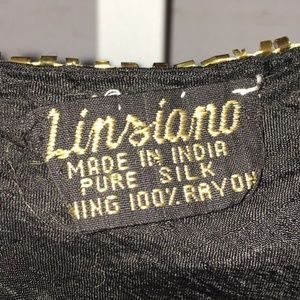 Linsiano
MADE IN INDIA
PURE SILK
NING 100% RAYON